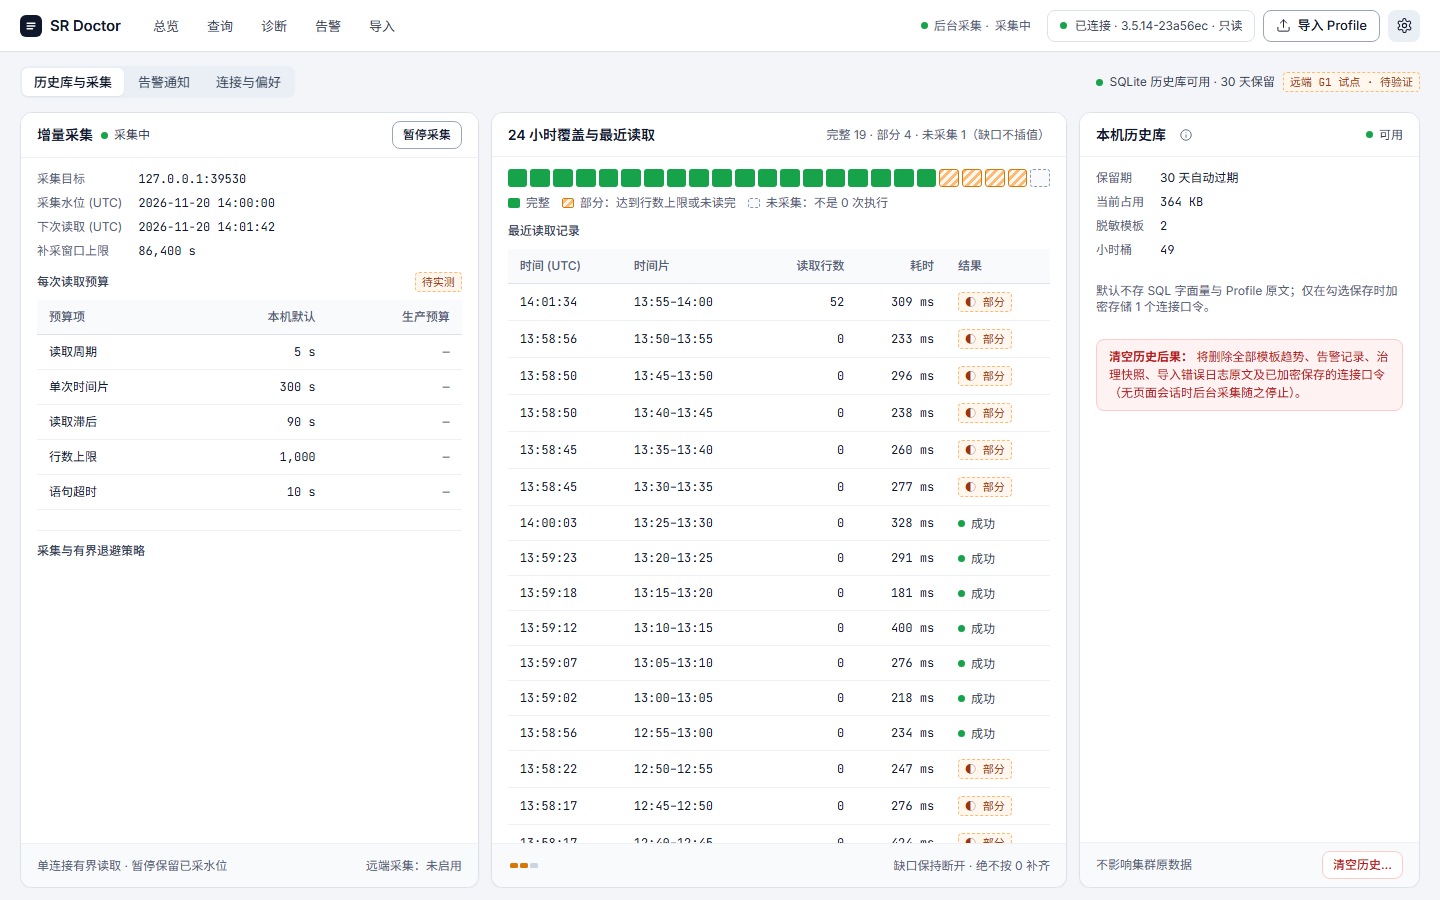 SR Doctor 总览 查询 诊断 告警 导入 后台采集 · 采集中 已连接 · 3.5.14-23a56ec · 只读 导入 Profile
历史库与采集 告警通知 连接与偏好 SQLite 历史库可用 · 30 天保留 远端 G1 试点 · 待验证
增量采集 采集中 暂停采集
采集目标 127.0.0.1:39530
采集水位 (UTC) 2026-11-20 14:00:00
下次读取 (UTC) 2026-11-20 14:01:42
补采窗口上限 86,400 s
每次读取预算 待实测
预算项 本机默认 生产预算
读取周期 5 s —
单次时间片 300 s —
读取滞后 90 s —
行数上限 1,000 —
语句超时 10 s —
采集与有界退避策略
单连接有界读取 · 暂停保留已采水位 远端采集：未启用
24 小时覆盖与最近读取 完整 19 · 部分 4 · 未采集 1（缺口不插值）
完整 部分：达到行数上限或未读完 未采集：不是 0 次执行
最近读取记录
时间 (UTC) 时间片 读取行数 耗时 结果
14:01:34 13:55–14:00 52 309 ms 部分
13:58:56 13:50–13:55 0 233 ms 部分
13:58:50 13:45–13:50 0 296 ms 部分
13:58:50 13:40–13:45 0 238 ms 部分
13:58:45 13:35–13:40 0 260 ms 部分
13:58:45 13:30–13:35 0 277 ms 部分
14:00:03 13:25–13:30 0 328 ms 成功
13:59:23 13:20–13:25 0 291 ms 成功
13:59:18 13:15–13:20 0 181 ms 成功
13:59:12 13:10–13:15 0 400 ms 成功
13:59:07 13:05–13:10 0 276 ms 成功
13:59:02 13:00–13:05 0 218 ms 成功
13:58:56 12:55–13:00 0 234 ms 成功
13:58:22 12:50–12:55 0 247 ms 部分
13:58:17 12:45–12:50 0 276 ms 部分
13:58:17 12:40–12:45 0 424 ms 部分
缺口保持断开 · 绝不按 0 补齐
本机历史库 可用
保留期 30 天自动过期
当前占用 364 KB
脱敏模板 2
小时桶 49
默认不存 SQL 字面量与 Profile 原文；仅在勾选保存时加
密存储 1 个连接口令。
清空历史后果： 将删除全部模板趋势、告警记录、治
理快照、导入错误日志原文及已加密保存的连接口令
（无页面会话时后台采集随之停止）。
不影响集群原数据 清空历史...